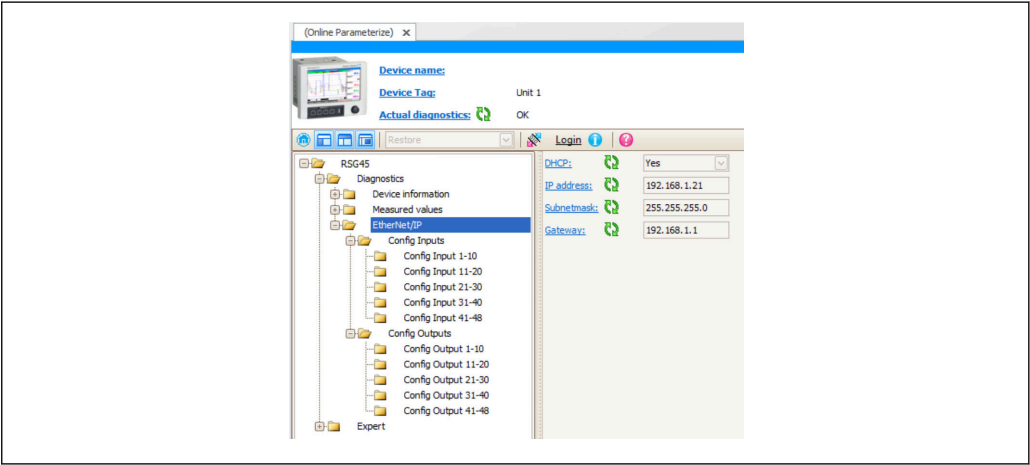 (Online Parameterize) x
Device name:
Device Tag: Unit 1
Actual diagnostics: OK
Restore Login
RSG45
Diagnostics
Device information
Measured values
EtherNet/IP
Config Inputs
Config Input 1-10
Config Input 11-20
Config Input 21-30
Config Input 31-40
Config Input 41-48
Config Outputs
Config Output 1-10
Config Output 11-20
Config Output 21-30
Config Output 31-40
Config Output 41-48
Expert
DHCP: Yes
IP address: 192.168.1.21
Subnetmask: 255.255.255.0
Gateway: 192.168.1.1